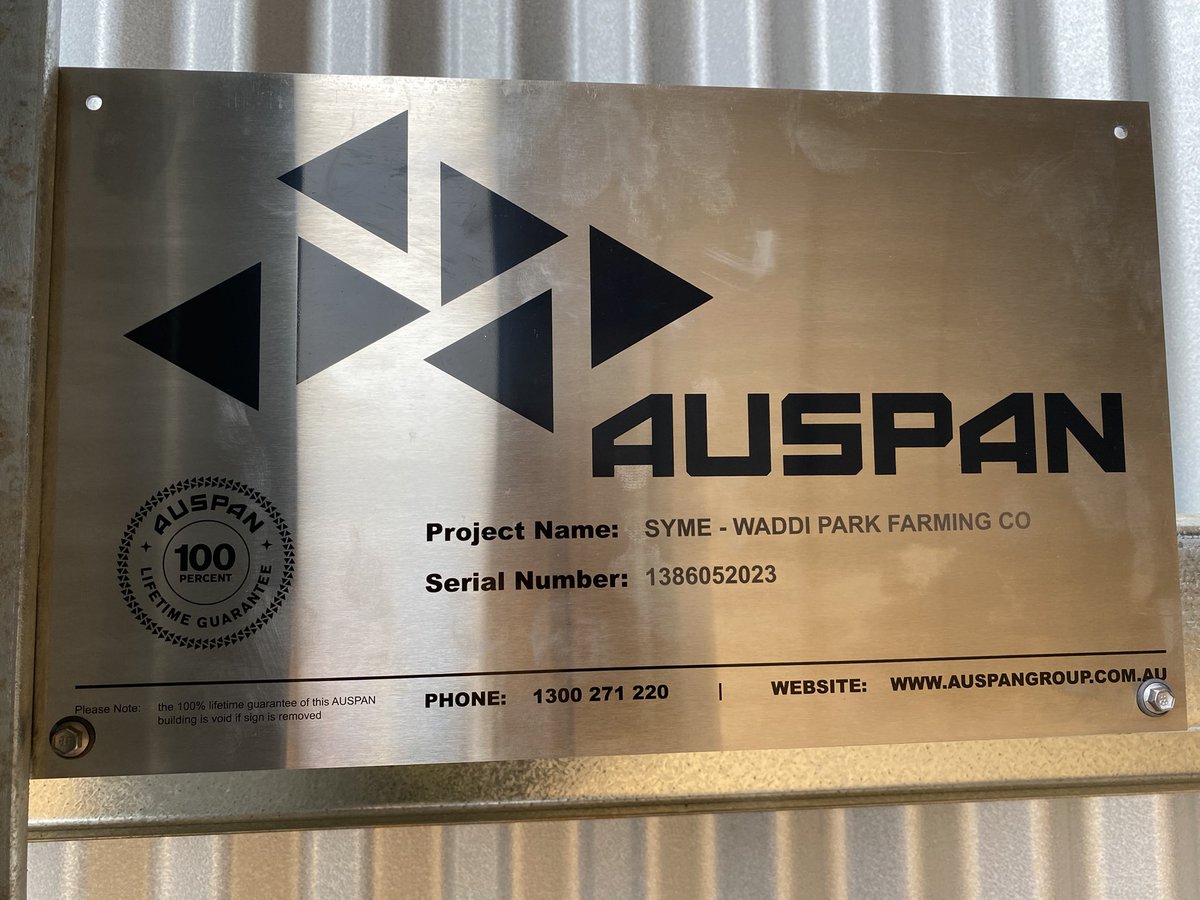 AUSPAN
AUSPAN
100
PERCENT
LIFETIME GUARANTEE
Project Name: SYME - WADDI PARK FARMING CO
Serial Number: 1386052023
Please Note: the 100% lifetime guarantee of this AUSPAN
building is void if sign is removed
PHONE: 1300 271 220 | WEBSITE: WWW.AUSPANGROUP.COM.AU